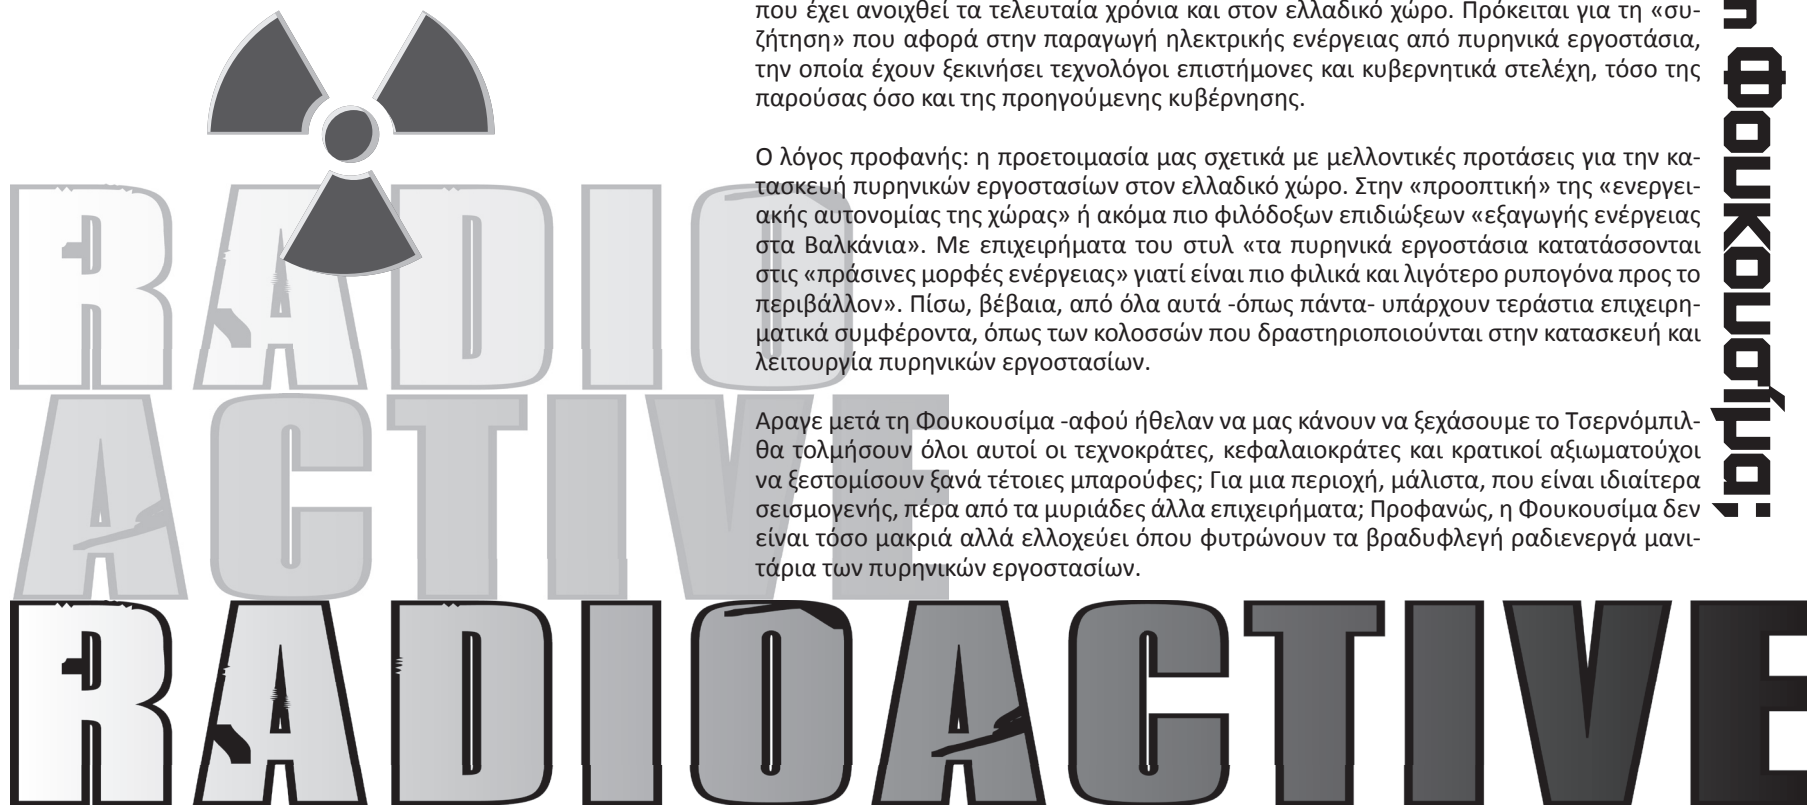 που έχει ανοιχθεί τα τελευταία χρόνια και στον ελλαδικό χώρο. Πρόκειται για τη «συ-
ζήτηση» που αφορά στην παραγωγή ηλεκτρικής ενέργειας από πυρηνικά εργοστάσια,
την οποία έχουν ξεκινήσει τεχνολόγοι επιστήμονες και κυβερνητικά στελέχη, τόσο της
παρούσας όσο και της προηγούμενης κυβέρνησης.
Ο λόγος προφανής: η προετοιμασία μας σχετικά με μελλοντικές προτάσεις για την κα-
τασκευή πυρηνικών εργοστασίων στον ελλαδικό χώρο. Στην «προοπτική» της «ενεργει-
ακής αυτονομίας της χώρας» ή ακόμα πιο φιλόδοξων επιδιώξεων «εξαγωγής ενέργειας
στα Βαλκάνια». Με επιχειρήματα του στυλ «τα πυρηνικά εργοστάσια κατατάσσονται
στις «πράσινες μορφές ενέργειας» γιατί είναι πιο φιλικά και λιγότερο ρυπογόνα προς το
περιβάλλον». Πίσω, βέβαια, από όλα αυτά -όπως πάντα- υπάρχουν τεράστια επιχειρη-
ματικά συμφέροντα, όπως των κολοσσών που δραστηριοποιούνται στην κατασκευή και
λειτουργία πυρηνικών εργοστασίων.
Αραγε μετά τη Φουκουσίμα -αφού ήθελαν να μας κάνουν να ξεχάσουμε το Τσερνόμπιλ-
θα τολμήσουν όλοι αυτοί οι τεχνοκράτες, κεφαλαιοκράτες και κρατικοί αξιωματούχοι
να ξεστομίσουν ξανά τέτοιες μπαρούφες; Για μια περιοχή, μάλιστα, που είναι ιδιαίτερα
σεισμογενής, πέρα από τα μυριάδες άλλα επιχειρήματα; Προφανώς, η Φουκουσίμα δεν
είναι τόσο μακριά αλλά ελλοχεύει όπου φυτρώνουν τα βραδυφλεγή ραδιενεργά μανι-
τάρια των πυρηνικών εργοστασίων.
Φουκουσίμα;
RADIO
ACTIVE
RADIOACTIVE